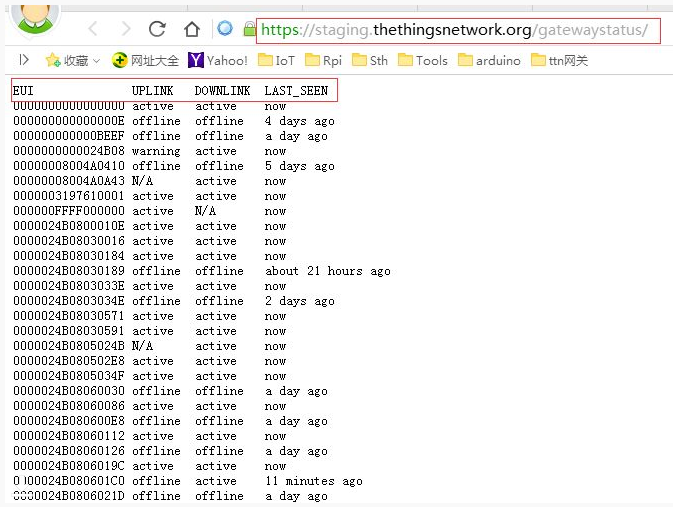 https://staging.thethingsnetwork.org/gatewaystatus/
收藏 网址大全 Yahoo! IoT Rpi Sth Tools arduino ttn网关
EUI UPLINK DOWNLINK LAST_SEEN
0000000000000000 active active now
000000000000000E offline offline 4 days ago
000000000000BEEF offline offline a day ago
0000000000024B08 warning active now
00000008004A0410 offline offline 5 days ago
00000008004A0A43 N/A active now
0000003197610001 active active now
000000FFFF000000 active N/A now
0000024B0800010E active active now
0000024B08030016 active active now
0000024B08030184 active active now
0000024B08030189 offline offline about 21 hours ago
0000024B0803033E active active now
0000024B0803034E offline offline 2 days ago
0000024B08030571 active active now
0000024B08030591 active active now
0000024B0805024B N/A active now
0000024B080502E8 active active now
0000024B0805034F active active now
0000024B08060030 offline offline a day ago
0000024B08060086 active active now
0000024B080600E8 offline offline a day ago
0000024B08060112 active active now
0000024B08060126 offline offline a day ago
0000024B0806019C active active now
0000024B080601C0 offline active 11 minutes ago
0000024B0806021D offline offline a day ago